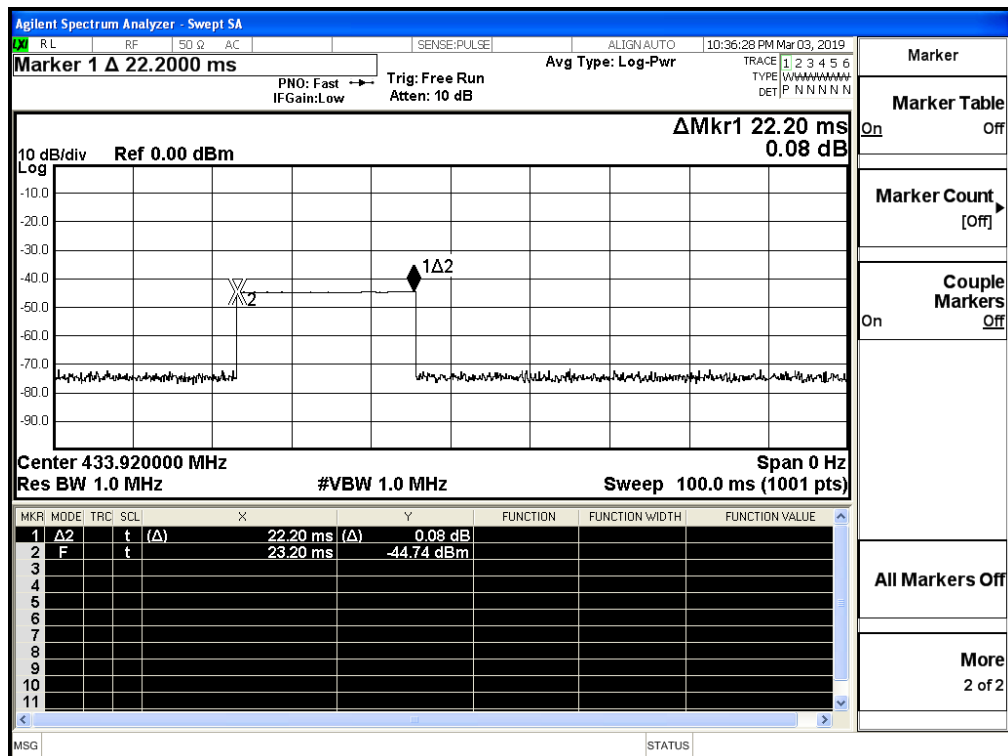 Agilent Spectrum Analyzer - Swept SA
LXI RL RF 50 Ω AC SENSE:PULSE ALIGN AUTO 10:36:28 PM Mar 03, 2019
Marker 1 Δ 22.2000 ms
PNO: Fast
IFGain:Low
Trig: Free Run
Atten: 10 dB
Avg Type: Log-Pwr
TRACE 1 2 3 4 5 6
TYPE WWWWWW
DET P N N N N N
ΔMkr1 22.20 ms
0.08 dB
10 dB/div Ref 0.00 dBm
Log
-10.0
-20.0
-30.0
-40.0
-50.0
-60.0
-70.0
-80.0
-90.0
1Δ2
2
Center 433.920000 MHz Span 0 Hz
Res BW 1.0 MHz #VBW 1.0 MHz Sweep 100.0 ms (1001 pts)
MKR MODE TRC SCL X Y FUNCTION FUNCTION WIDTH FUNCTION VALUE
1 Δ2 t (Δ) 22.20 ms (Δ) 0.08 dB
2 F t 23.20 ms -44.74 dBm
3
4
5
6
7
8
9
10
11
MSG STATUS
Marker
Marker Table
On Off
Marker Count
[Off]
Couple
Markers
On Off
All Markers Off
More
2 of 2